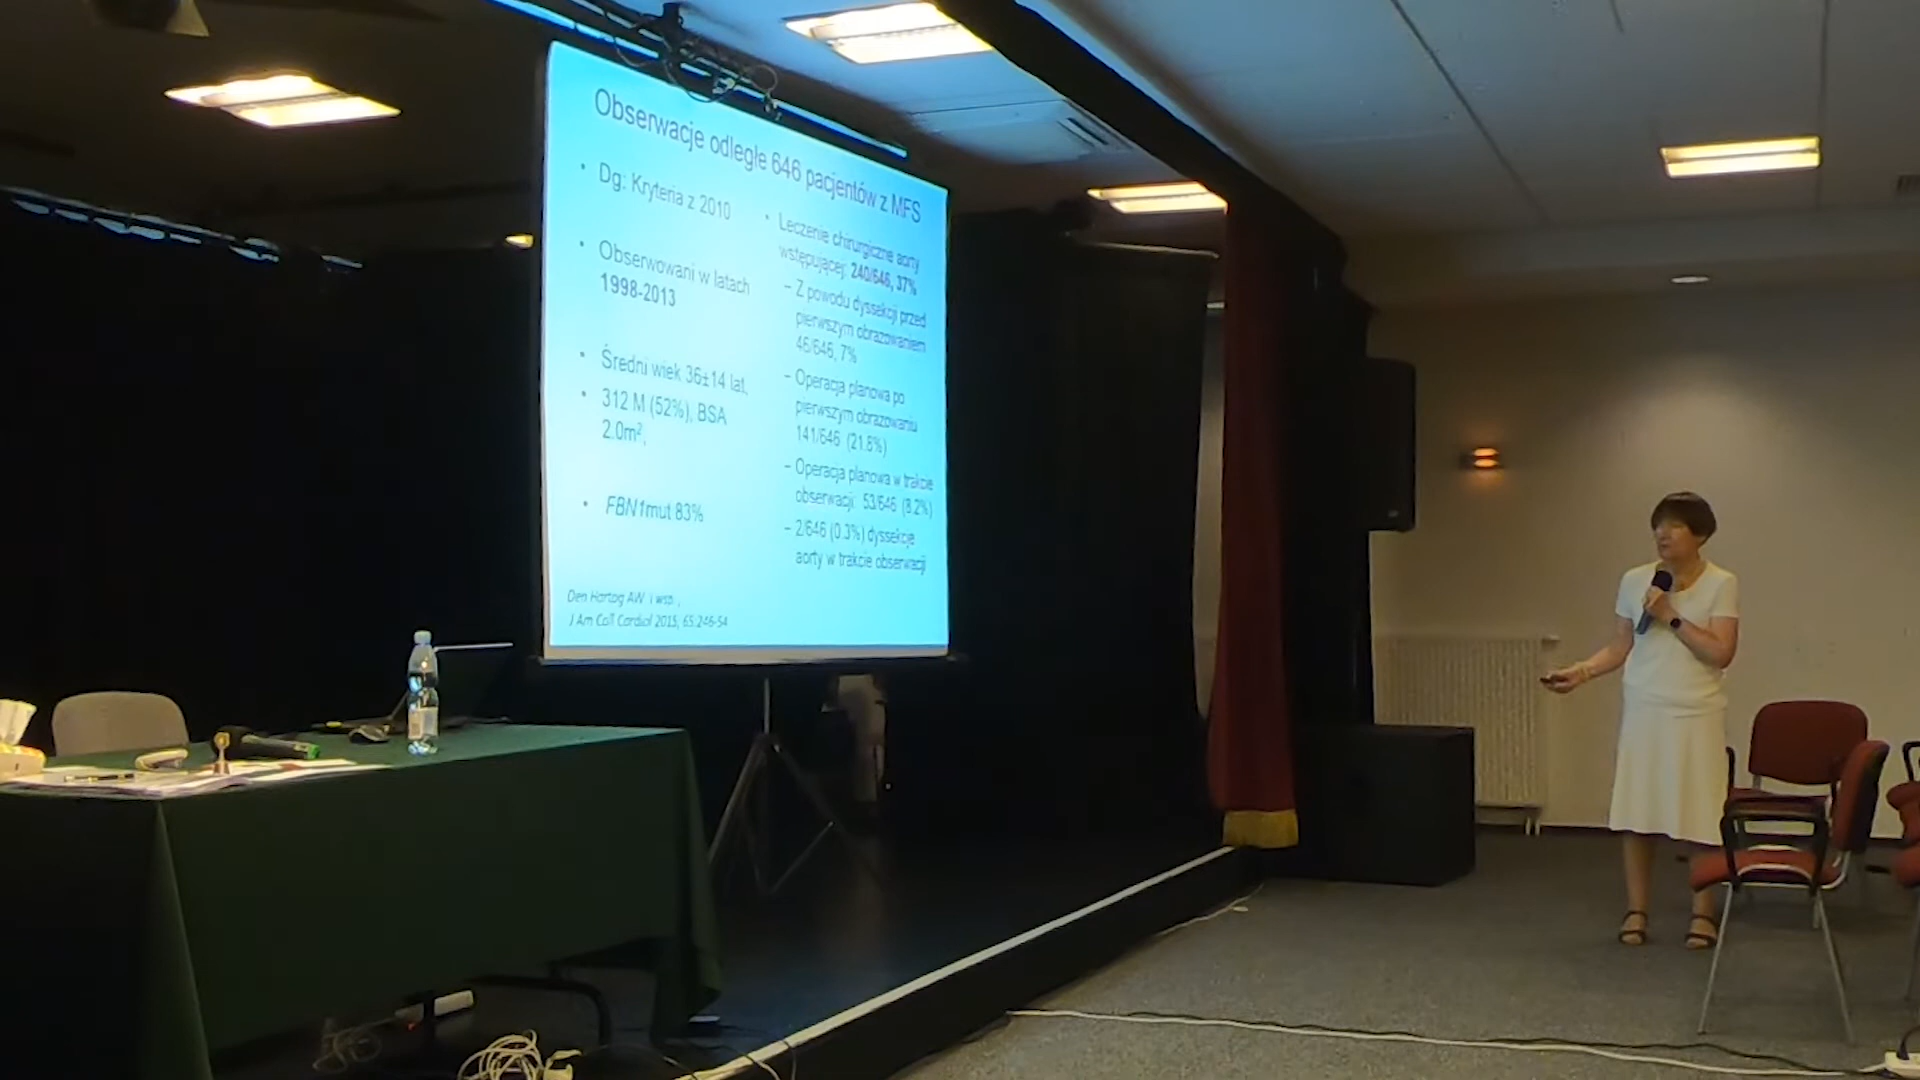 Obserwacje odległe 646 pacjentów z MFS
• Dg: Kryteria z 2010
• Obserwowani w latach
1998-2013
• Średni wiek 36±14 lat,
• 312 M (52%), BSA
2.0m²,
• FBN1mut 83%
• Leczenie chirurgiczne aorty
wstępującej: 240/646, 37%
– Z powodu dyssekcji przed
pierwszym obrazowaniem
46/646, 7%
– Operacja planowa po
pierwszym obrazowaniu
141/646 (21.8%)
– Operacja planowa w trakcie
obserwacji: 53/646 (8.2%)
– 2/646 (0.3%) dyssekcje
aorty w trakcie obserwacji
Den Hartog AW i wsp.,
J Am Coll Cardiol 2015; 65:246-54